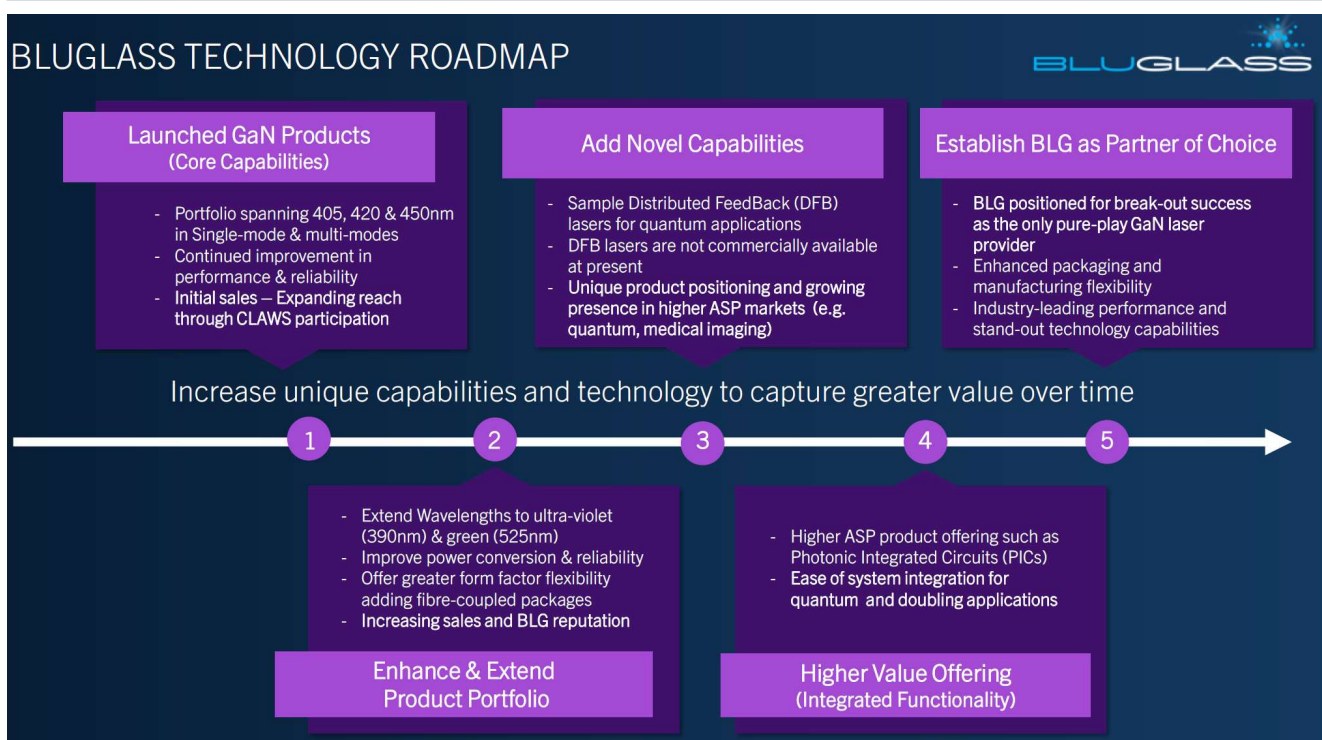 BLUGLASS TECHNOLOGY ROADMAP
BLUGLASS
Launched GaN Products
(Core Capabilities)
- Portfolio spanning 405, 420 & 450nm
in Single-mode & multi-modes
- Continued improvement in
performance & reliability
- Initial sales – Expanding reach
through CLAWS participation
Add Novel Capabilities
- Sample Distributed FeedBack (DFB)
lasers for quantum applications
- DFB lasers are not commercially available
at present
- Unique product positioning and growing
presence in higher ASP markets (e.g.
quantum, medical imaging)
Establish BLG as Partner of Choice
- BLG positioned for break-out success
as the only pure-play GaN laser
provider
- Enhanced packaging and
manufacturing flexibility
- Industry-leading performance and
stand-out technology capabilities
Increase unique capabilities and technology to capture greater value over time
1
2
3
4
5
- Extend Wavelengths to ultra-violet
(390nm) & green (525nm)
- Improve power conversion & reliability
- Offer greater form factor flexibility
adding fibre-coupled packages
- Increasing sales and BLG reputation
Enhance & Extend
Product Portfolio
- Higher ASP product offering such as
Photonic Integrated Circuits (PICs)
- Ease of system integration for
quantum and doubling applications
Higher Value Offering
(Integrated Functionality)